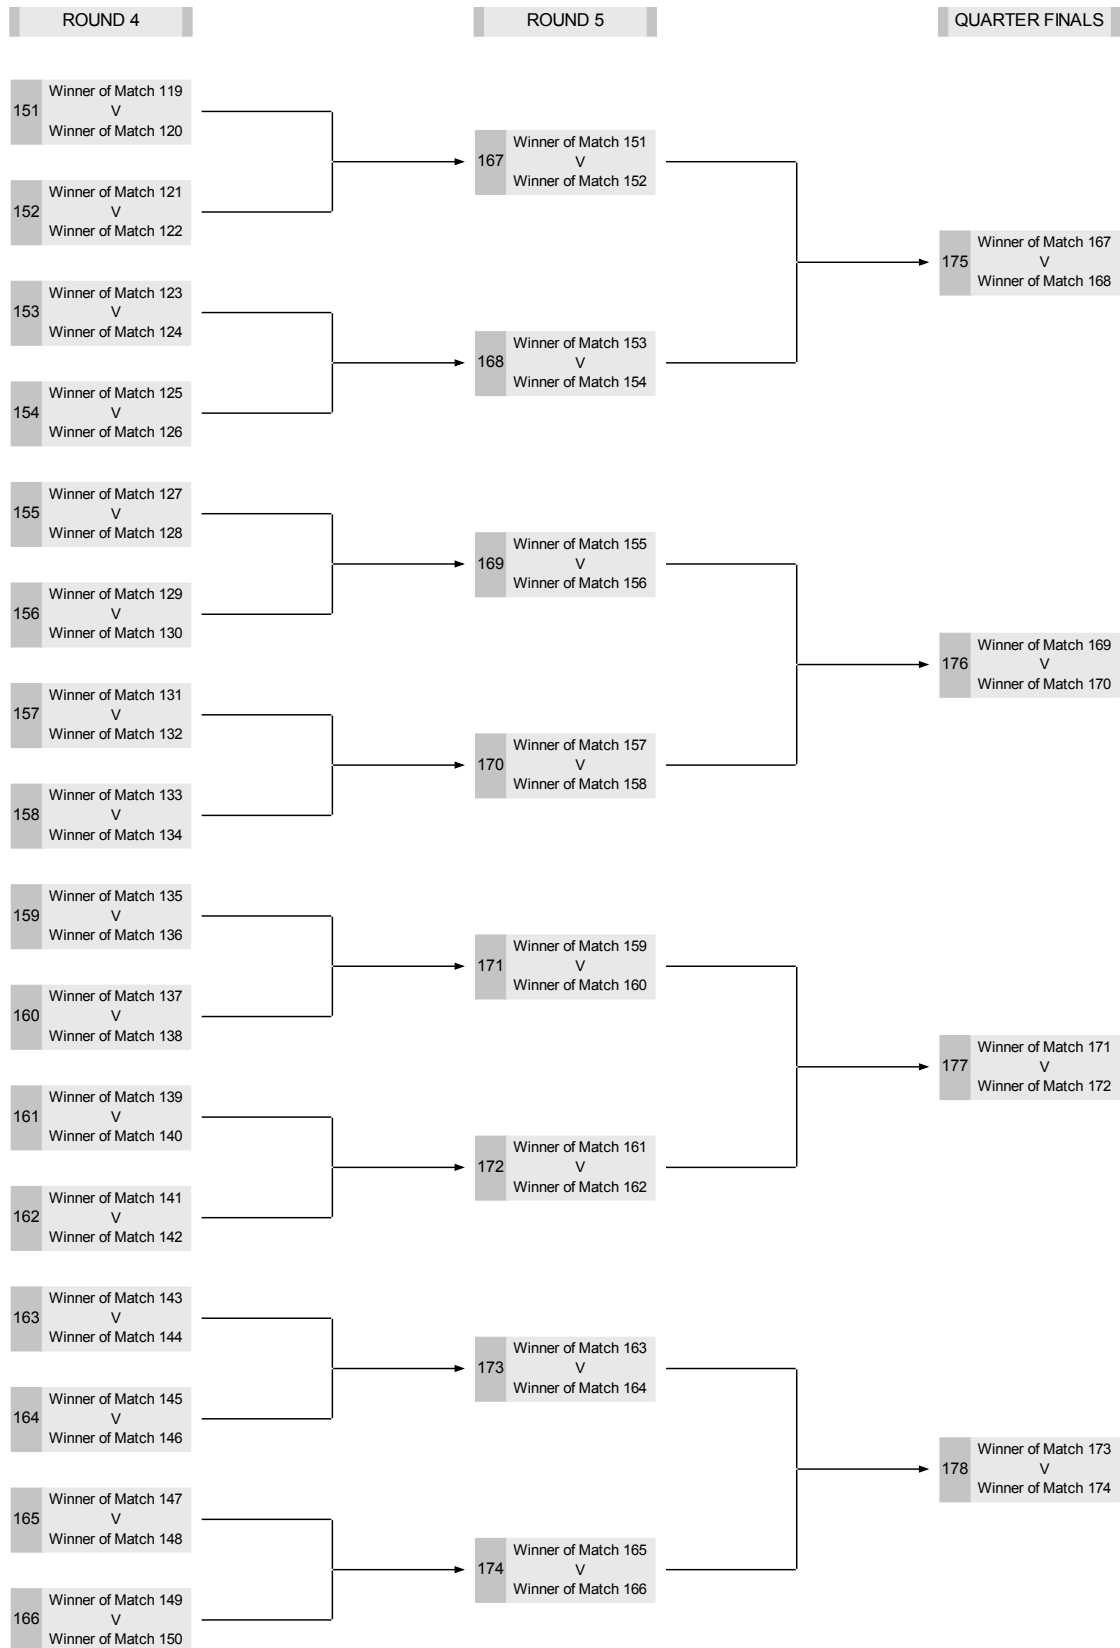 ROUND 4
ROUND 5
QUARTER FINALS
151
Winner of Match 119
V
Winner of Match 120
152
Winner of Match 121
V
Winner of Match 122
153
Winner of Match 123
V
Winner of Match 124
154
Winner of Match 125
V
Winner of Match 126
155
Winner of Match 127
V
Winner of Match 128
156
Winner of Match 129
V
Winner of Match 130
157
Winner of Match 131
V
Winner of Match 132
158
Winner of Match 133
V
Winner of Match 134
159
Winner of Match 135
V
Winner of Match 136
160
Winner of Match 137
V
Winner of Match 138
161
Winner of Match 139
V
Winner of Match 140
162
Winner of Match 141
V
Winner of Match 142
163
Winner of Match 143
V
Winner of Match 144
164
Winner of Match 145
V
Winner of Match 146
165
Winner of Match 147
V
Winner of Match 148
166
Winner of Match 149
V
Winner of Match 150
167
Winner of Match 151
V
Winner of Match 152
168
Winner of Match 153
V
Winner of Match 154
169
Winner of Match 155
V
Winner of Match 156
170
Winner of Match 157
V
Winner of Match 158
171
Winner of Match 159
V
Winner of Match 160
172
Winner of Match 161
V
Winner of Match 162
173
Winner of Match 163
V
Winner of Match 164
174
Winner of Match 165
V
Winner of Match 166
175
Winner of Match 167
V
Winner of Match 168
176
Winner of Match 169
V
Winner of Match 170
177
Winner of Match 171
V
Winner of Match 172
178
Winner of Match 173
V
Winner of Match 174